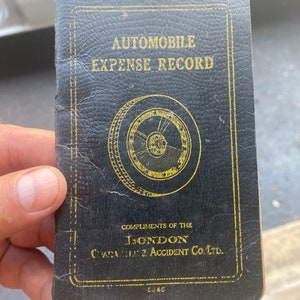 AUTOMOBILE
EXPENSE RECORD
COMPLIMENTS OF THE
LONDON
& ACCIDENT CO. LTD.